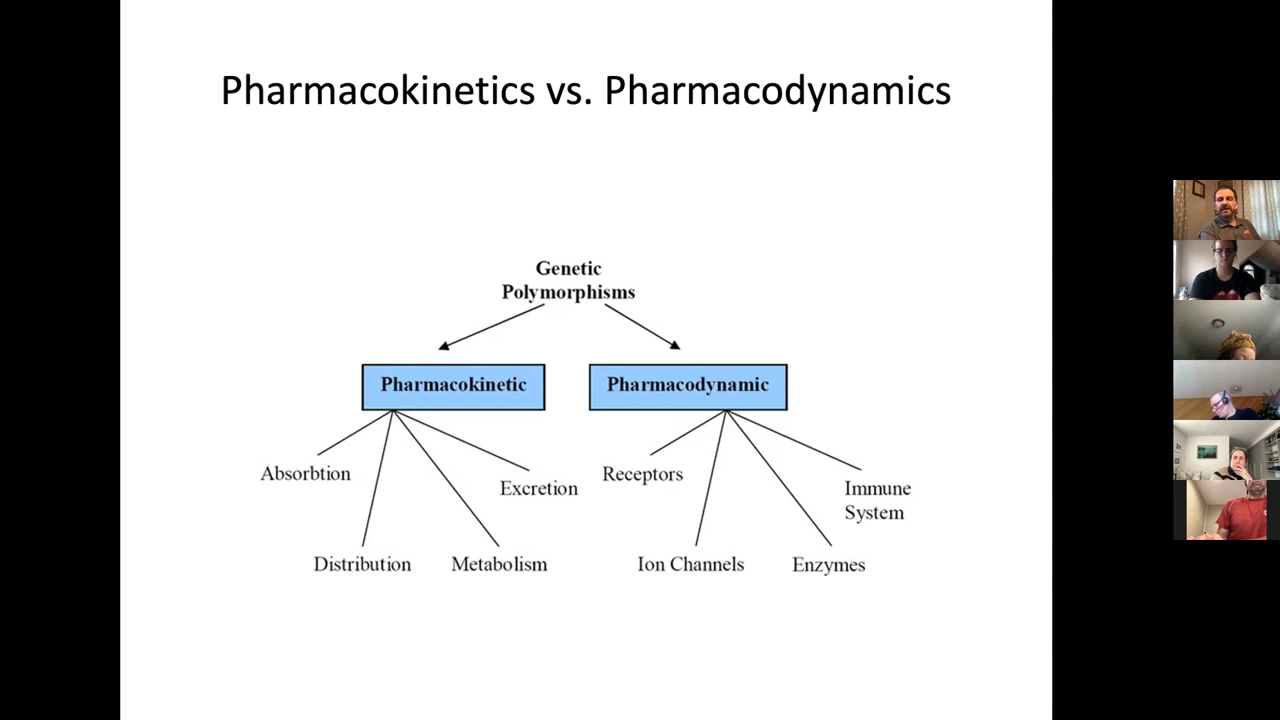 Pharmacokinetics vs. Pharmacodynamics
Genetic
Polymorphisms
Pharmacokinetic
Pharmacodynamic
Absorbtion
Distribution
Metabolism
Excretion
Receptors
Ion Channels
Enzymes
Immune
System